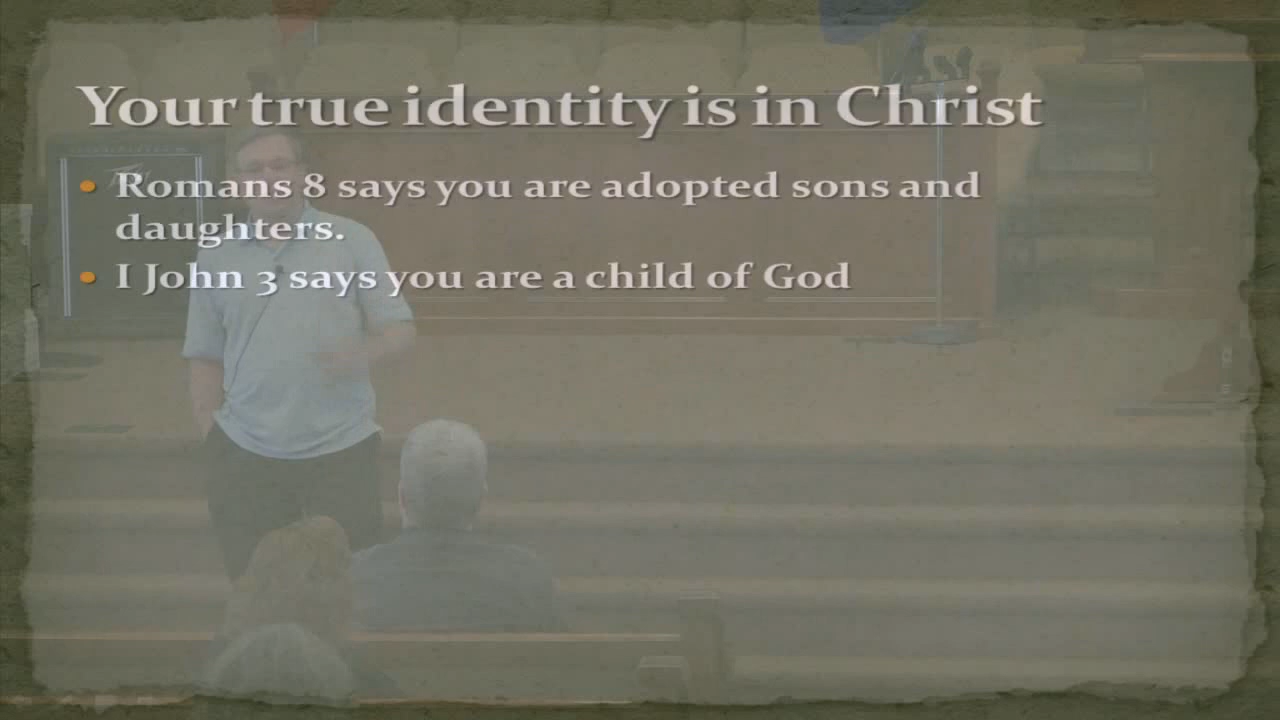 Your true identity is in Christ
• Romans 8 says you are adopted sons and
daughters.
• I John 3 says you are a child of God